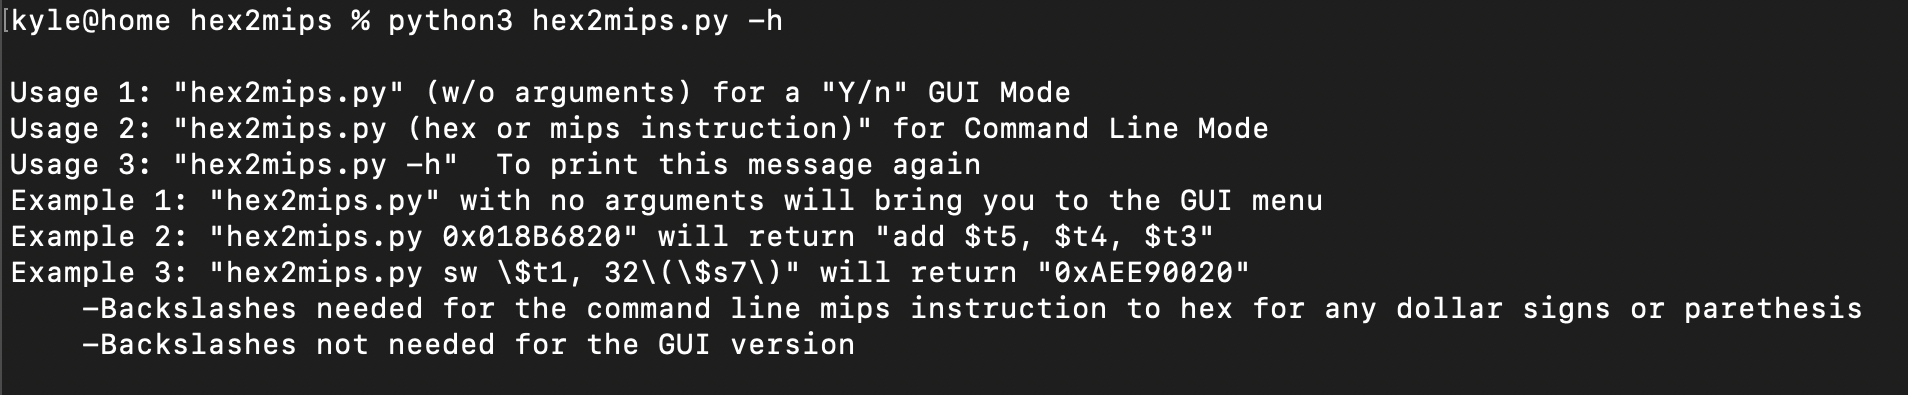 [kyle@home hex2mips % python3 hex2mips.py -h
Usage 1: "hex2mips.py" (w/o arguments) for a "Y/n" GUI Mode
Usage 2: "hex2mips.py (hex or mips instruction)" for Command Line Mode
Usage 3: "hex2mips.py -h"  To print this message again
Example 1: "hex2mips.py" with no arguments will bring you to the GUI menu
Example 2: "hex2mips.py 0x018B6820" will return "add $t5, $t4, $t3"
Example 3: "hex2mips.py sw \$t1, 32\(\$s7\)" will return "0xAEE90020"
    -Backslashes needed for the command line mips instruction to hex for any dollar signs or parethesis
    -Backslashes not needed for the GUI version